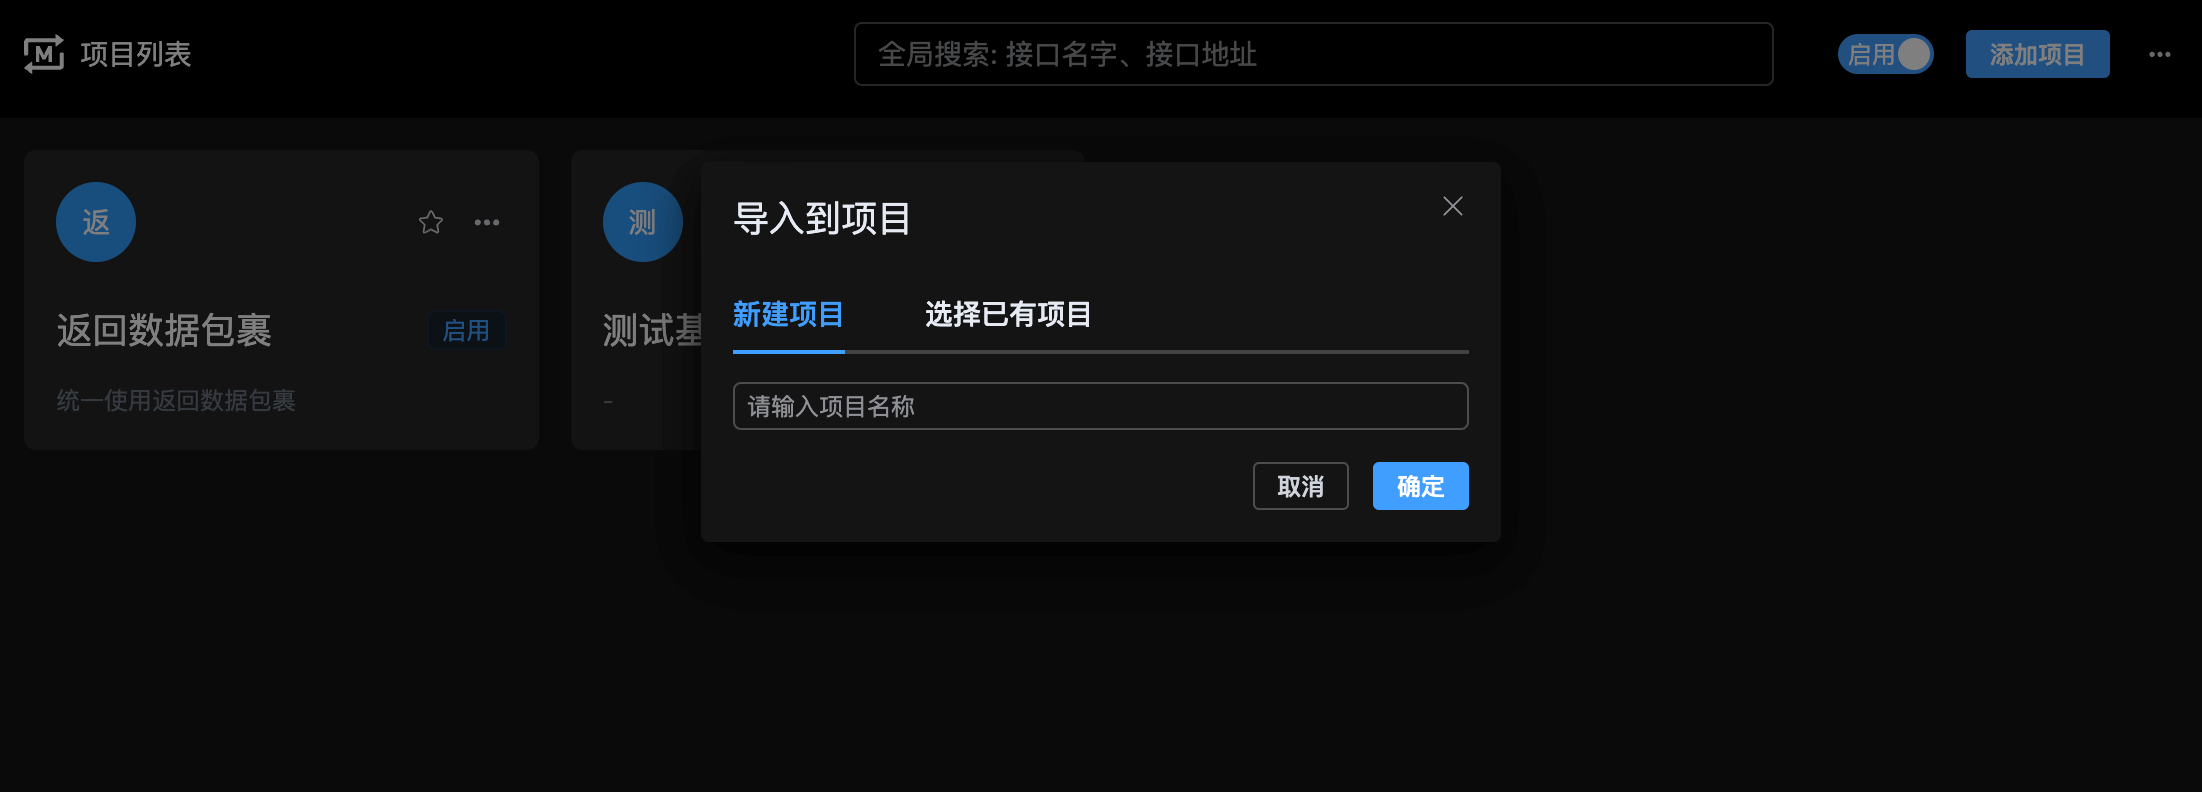 M 项目列表
全局搜索: 接口名字、接口地址
启用
添加项目
返
返回数据包裹
启用
统一使用返回数据包裹
测
测试基
-
导入到项目
新建项目
选择已有项目
请输入项目名称
取消
确定